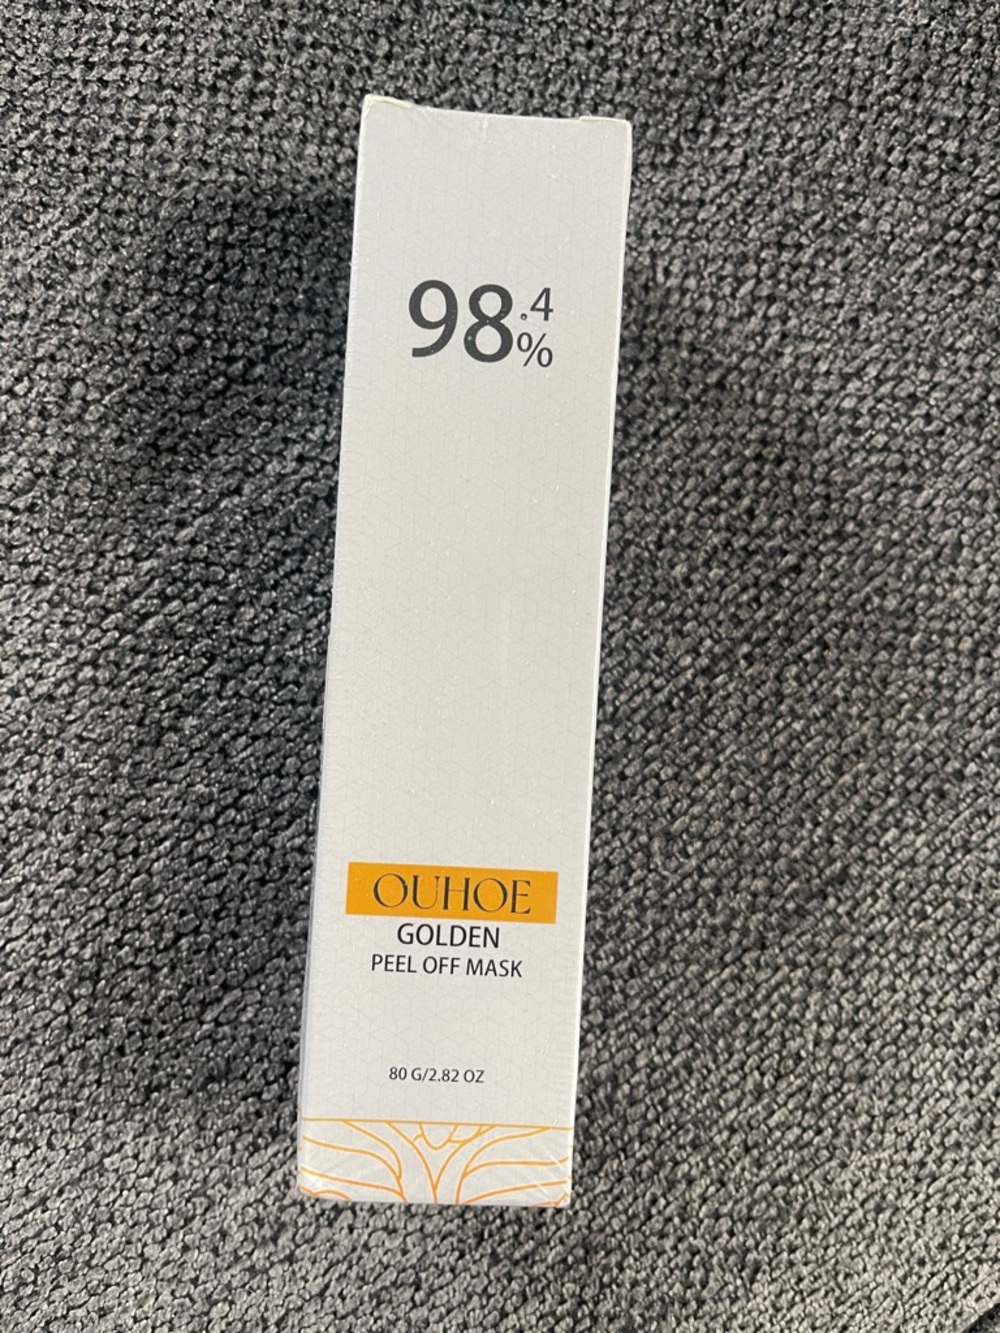 98.4%
OUHOE
GOLDEN
PEEL OFF MASK
80 G/2.82 OZ